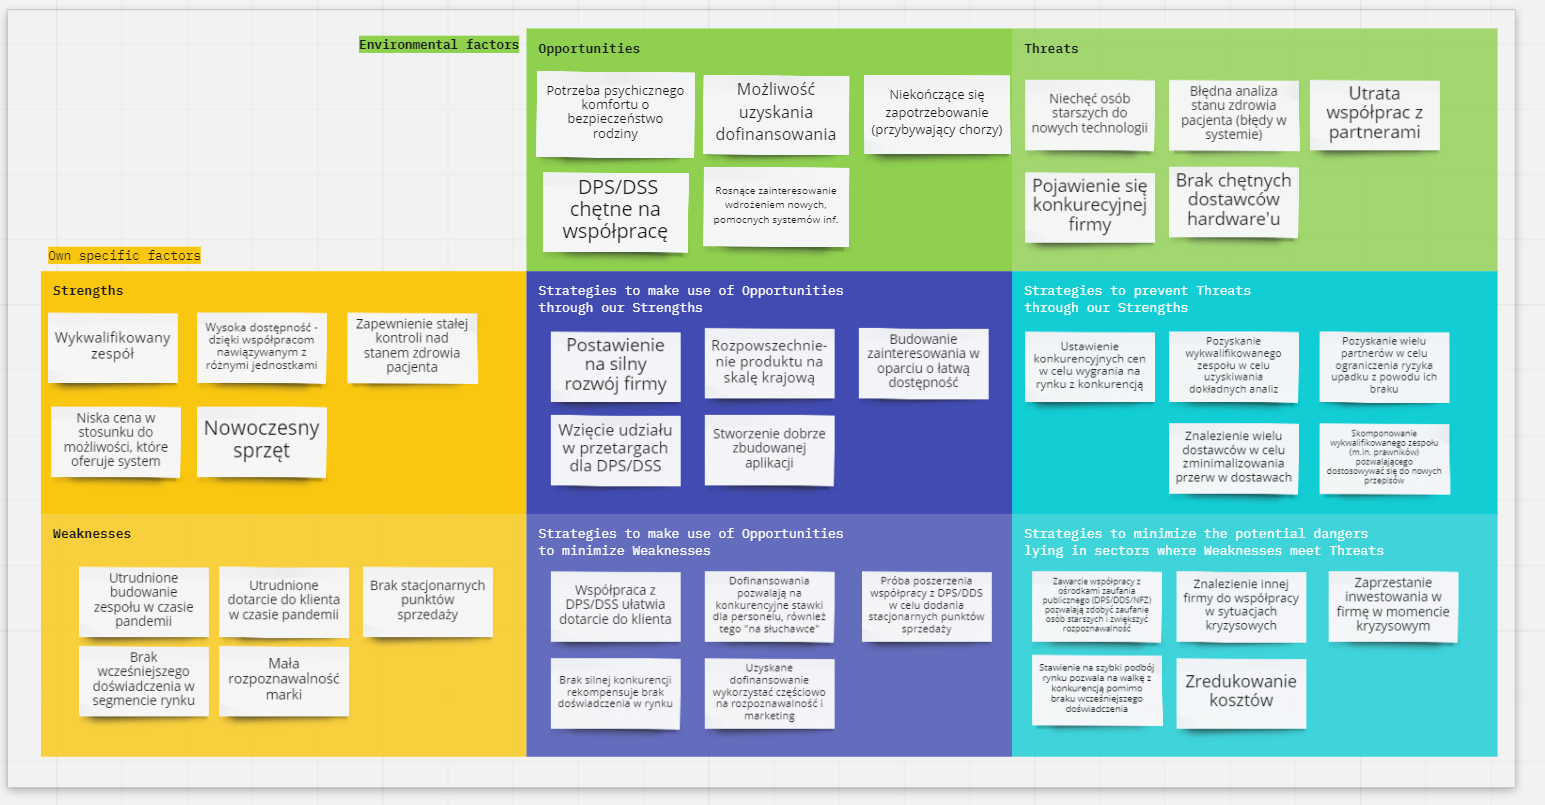 Environmental factors
Opportunities
Potrzeba psychicznego
komfortu o
bezpieczeństwo
rodziny
Możliwość
uzyskania
dofinansowania
Niekończące się
zapotrzebowanie
(przybywający chorzy)
DPS/DSS
chętne na
współpracę
Rosnące zainteresowanie
wdrożeniem nowych,
pomocnych systemów inf.
Threats
Niechęć osób
starszych do
nowych technologii
Błędna analiza
stanu zdrowia
pacjenta (błędy w
systemie)
Utrata
współprac z
partnerami
Pojawienie się
konkurecyjnej
firmy
Brak chętnych
dostawców
hardware'u
Own specific factors
Strengths
Wykwalifikowany
zespół
Wysoka dostępność -
dzięki współpracom
nawiązywanym z
różnymi jednostkami
Zapewnienie stałej
kontroli nad
stanem zdrowia
pacjenta
Niska cena w
stosunku do
możliwości, które
oferuje system
Nowoczesny
sprzęt
Strategies to make use of Opportunities
through our Strengths
Postawienie
na silny
rozwój firmy
Rozpowszechnie-
nie produktu na
skalę krajową
Budowanie
zainteresowania w
oparciu o łatwą
dostępność
Wzięcie udziału
w przetargach
dla DPS/DSS
Stworzenie dobrze
zbudowanej
aplikacji
Strategies to prevent Threats
through our Strengths
Ustawienie
konkurencyjnych cen
w celu wygrania na
rynku z konkurencją
Pozyskanie
wykwalifikowanego
zespołu w celu
uzyskiwania
dokładnych analiz
Pozyskanie wielu
partnerów w celu
ograniczenia ryzyka
upadku z powodu ich
braku
Znalezienie wielu
dostawców w celu
zminimalizowania
przerw w dostawach
Skomponowanie
wykwalifikowanego zespołu
(m.in. prawników)
pozwalającego
dostosowywać się do nowych
przepisów
Weaknesses
Utrudnione
budowanie
zespołu w czasie
pandemii
Utrudnione
dotarcie do klienta
w czasie pandemii
Brak stacjonarnych
punktów
sprzedaży
Brak
wcześniejszego
doświadczenia w
segmencie rynku
Mała
rozpoznawalność
marki
Strategies to make use of Opportunities
to minimize Weaknesses
Współpraca z
DPS/DSS ułatwia
dotarcie do klienta
Dofinansowania
pozwalają na
konkurencyjne stawki
dla personelu, również
tego "na słuchawce"
Próba poszerzenia
współpracy z DPS/DDS
w celu dodania
stacjonarnych punktów
sprzedaży
Brak silnej konkurencji
rekompensuje brak
doświadczenia w rynku
Uzyskane
dofinansowanie
wykorzystać częściowo
na rozpoznawalność i
marketing
Strategies to minimize the potential dangers
lying in sectors where Weaknesses meet Threats
Zawarcie współpracy z
ośrodkami zaufania
publicznego (DPS/DDS/NFZ)
pozwalają zdobyć zaufanie
osób starszych i zwiększyć
rozpoznawalność
Znalezienie innej
firmy do współpracy
w sytuacjach
kryzysowych
Zaprzestanie
inwestowania w
firmę w momencie
kryzysowym
Stawienie na szybki podbój
rynku pozwala na walkę z
konkurencją pomimo
braku wcześniejszego
doświadczenia
Zredukowanie
kosztów